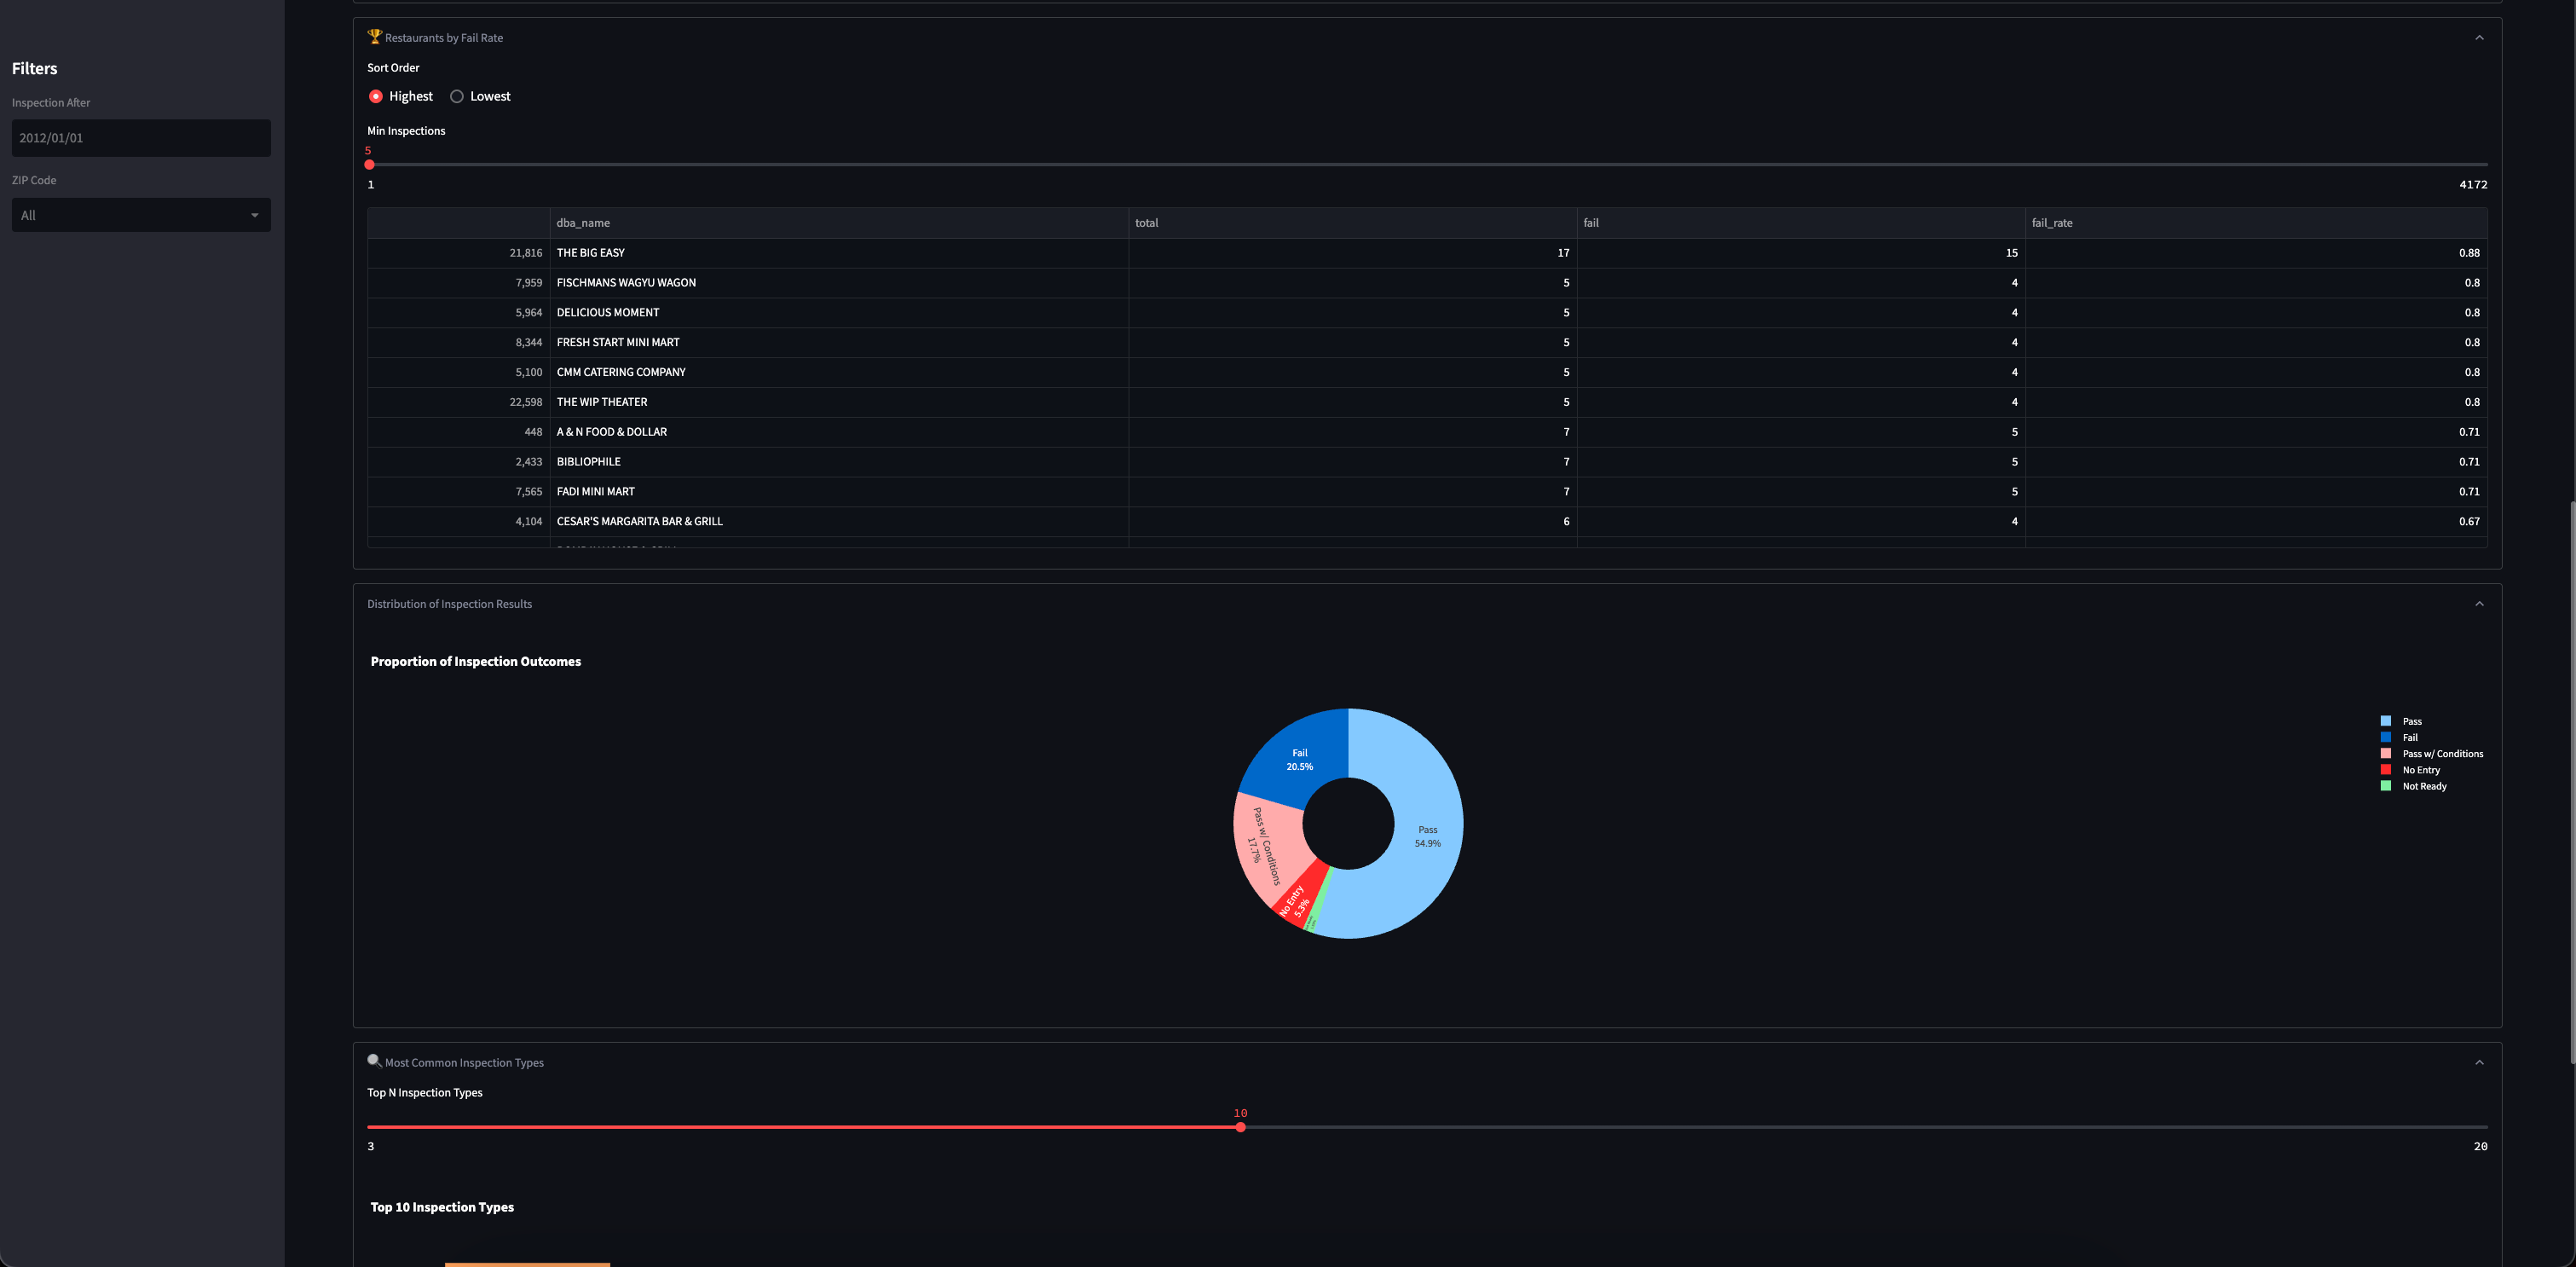 Filters
Inspection After
2012/01/01
ZIP Code
All
Restaurants by Fail Rate
Sort Order
Highest Lowest
Min Inspections
5
1 4172
dba_name total fail fail_rate
21,816 THE BIG EASY 17 15 0.88
7,959 FISCHMANS WAGYU WAGON 5 4 0.8
5,964 DELICIOUS MOMENT 5 4 0.8
8,344 FRESH START MINI MART 5 4 0.8
5,100 CMM CATERING COMPANY 5 4 0.8
22,598 THE WIP THEATER 5 4 0.8
448 A & N FOOD & DOLLAR 7 5 0.71
2,433 BIBLIOPHILE 7 5 0.71
7,565 FADI MINI MART 7 5 0.71
4,104 CESAR'S MARGARITA BAR & GRILL 6 4 0.67
Distribution of Inspection Results
Proportion of Inspection Outcomes
Fail
20.5%
Pass w/ Conditions
17.7%
No Entry
5.3%
Pass
54.9%
Pass
Fail
Pass w/ Conditions
No Entry
Not Ready
Most Common Inspection Types
Top N Inspection Types
10
3 20
Top 10 Inspection Types